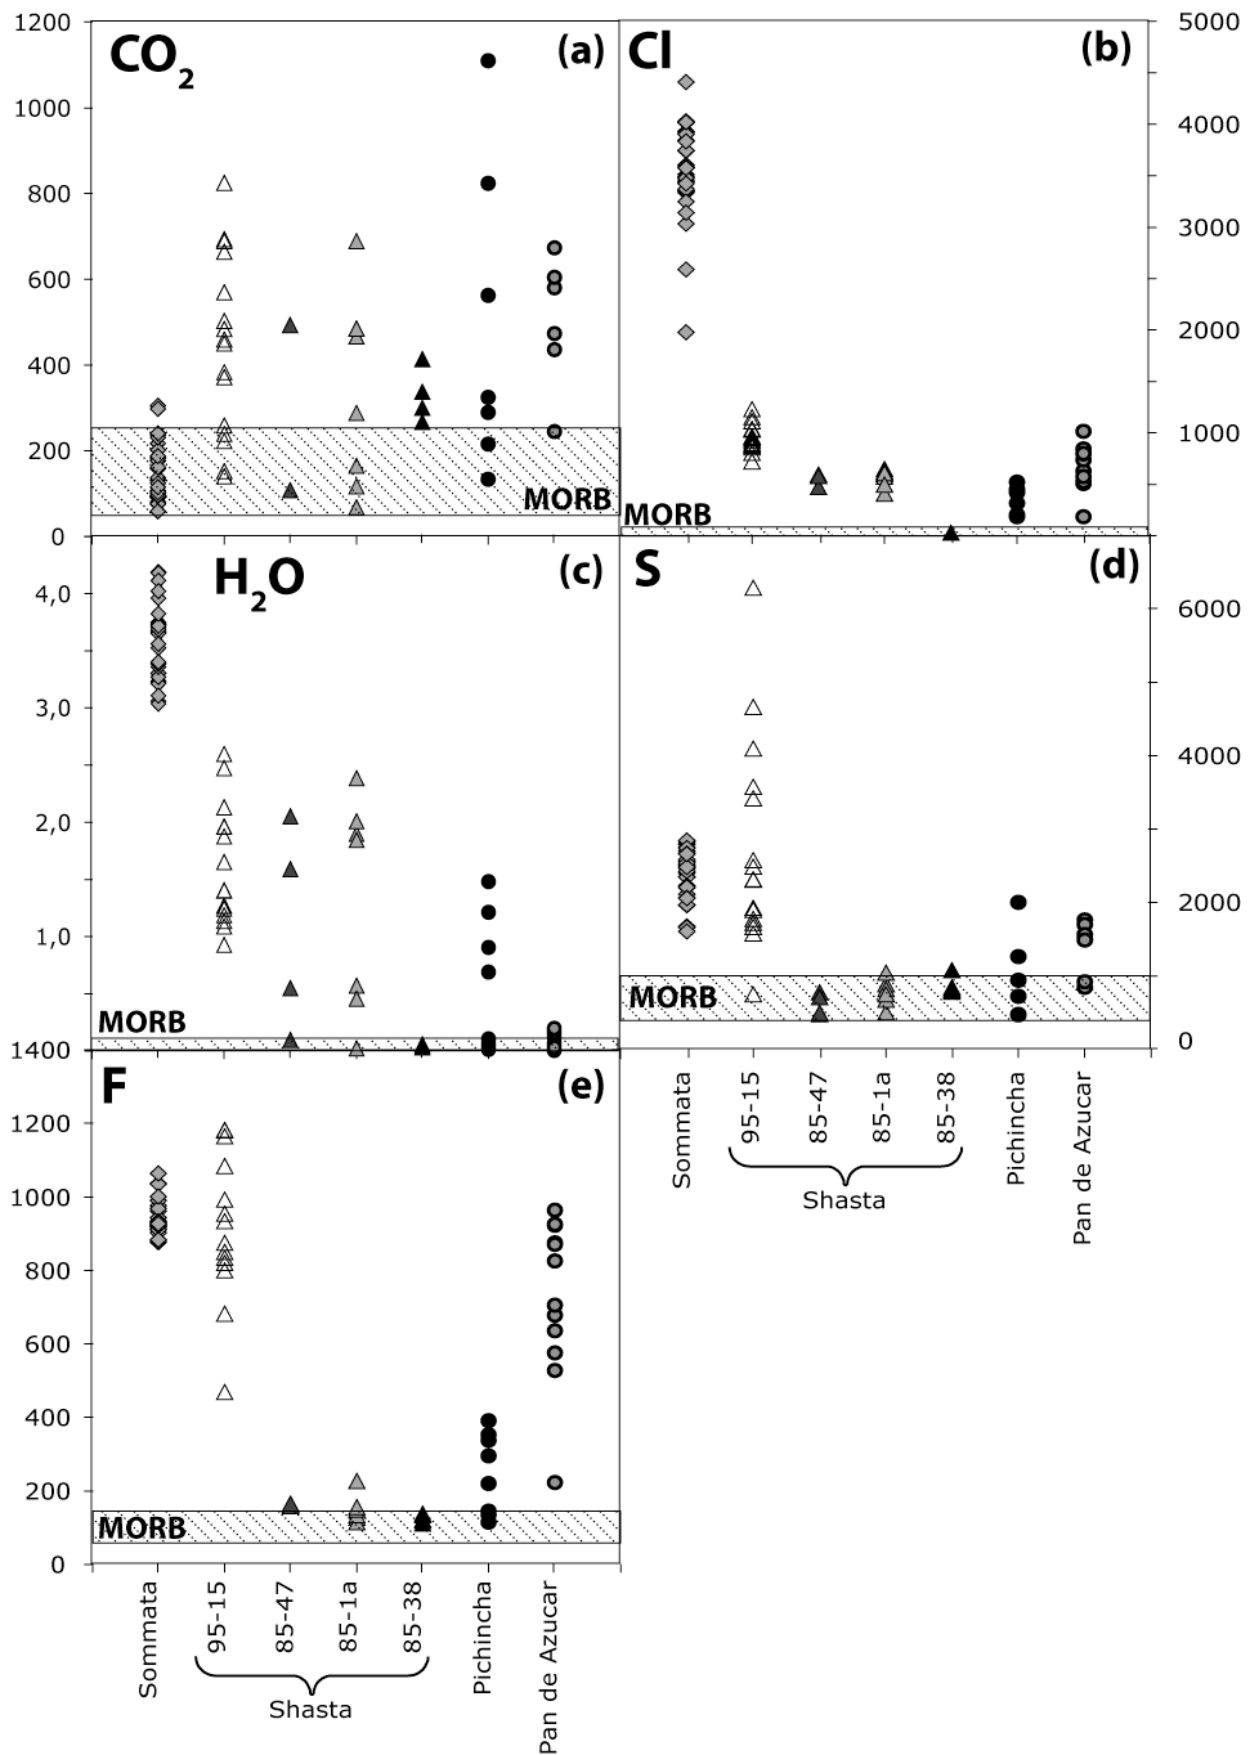 CO2 (a)
1200
1000
800
600
400
200
0
MORB
Cl (b)
5000
4000
3000
2000
1000
MORB
H2O (c)
4,0
3,0
2,0
1,0
MORB
S (d)
6000
4000
2000
0
MORB
Sommata
95-15
85-47
85-1a
85-38
Pichincha
Pan de Azucar
Shasta
F (e)
1400
1200
1000
800
600
400
200
0
MORB
Sommata
95-15
85-47
85-1a
85-38
Pichincha
Pan de Azucar
Shasta